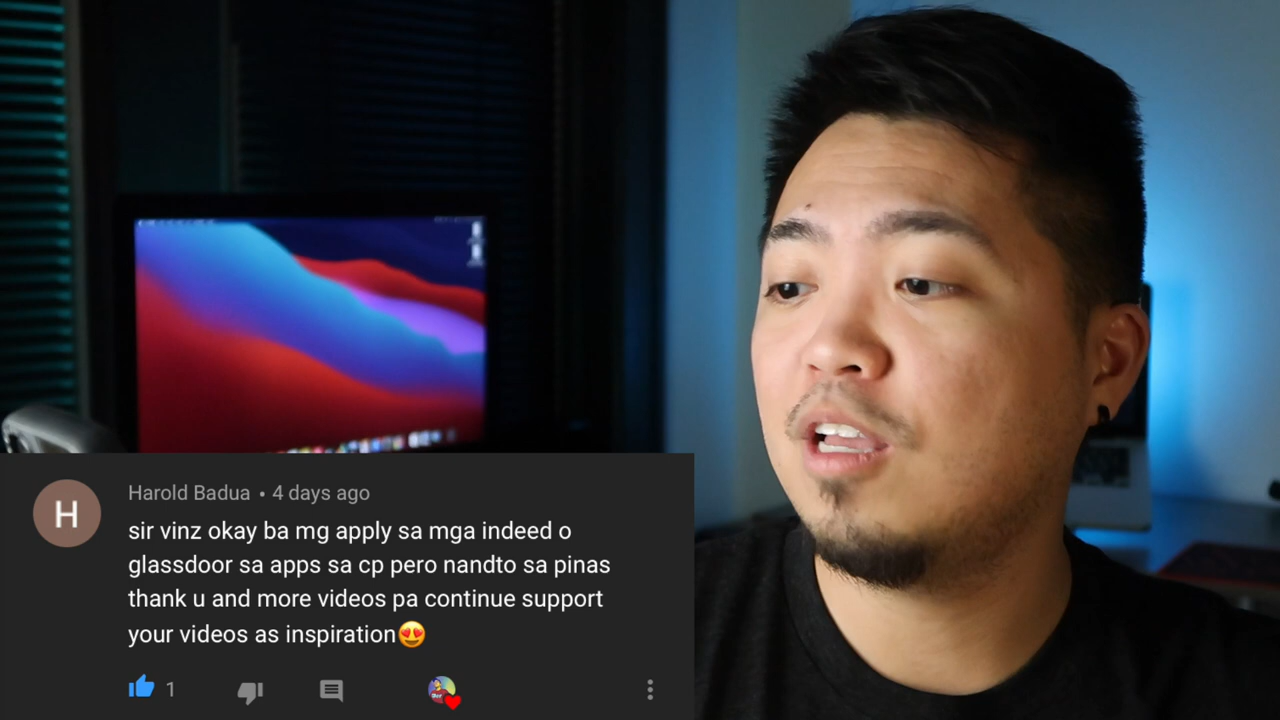 H
Harold Badua • 4 days ago
sir vinz okay ba mg apply sa mga indeed o
glassdoor sa apps sa cp pero nandto sa pinas
thank u and more videos pa continue support
your videos as inspiration😍
1